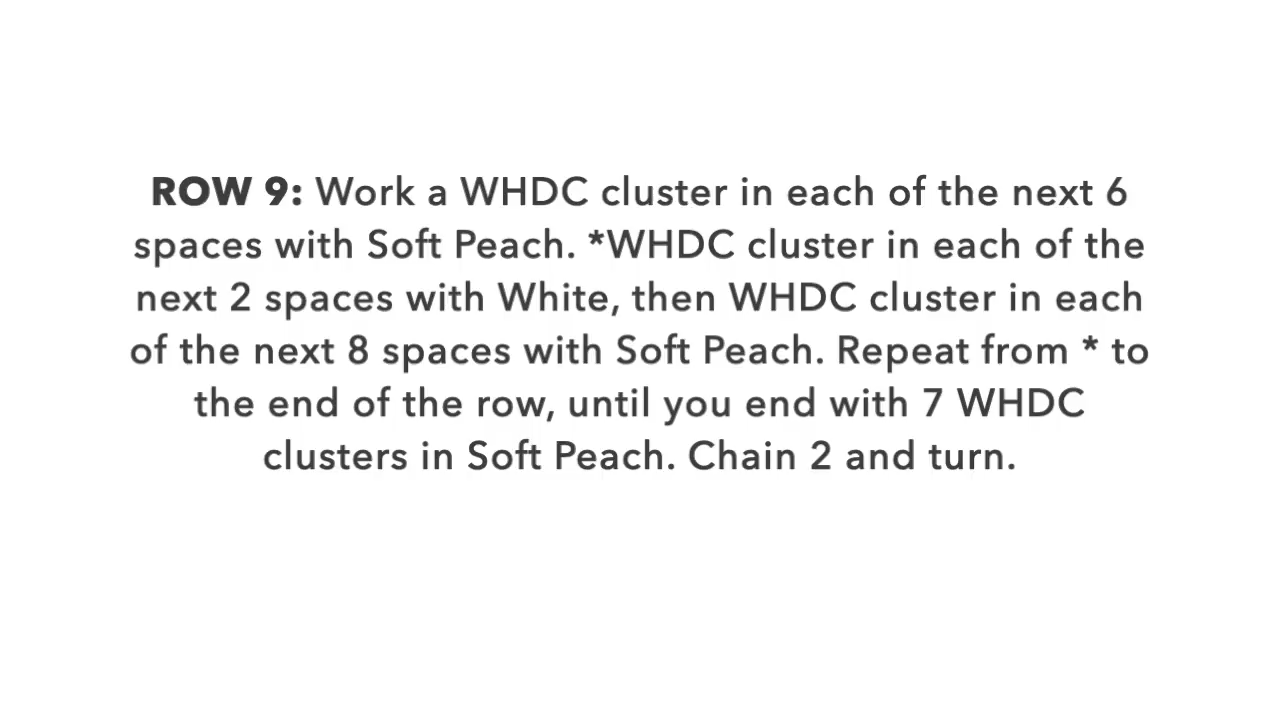 ROW 9: Work a WHDC cluster in each of the next 6
spaces with Soft Peach. *WHDC cluster in each of the
next 2 spaces with White, then WHDC cluster in each
of the next 8 spaces with Soft Peach. Repeat from * to
the end of the row, until you end with 7 WHDC
clusters in Soft Peach. Chain 2 and turn.